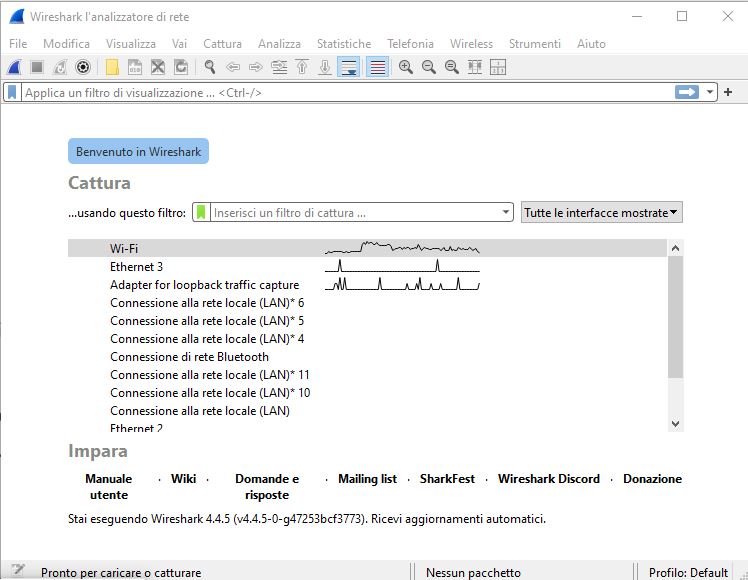 Wireshark l'analizzatore di rete
File Modifica Visualizza Vai Cattura Analizza Statistiche Telefonia Wireless Strumenti Aiuto
Applica un filtro di visualizzazione ... <Ctrl-/>
Benvenuto in Wireshark
Cattura
...usando questo filtro: Inserisci un filtro di cattura ... Tutte le interfacce mostrate
Wi-Fi
Ethernet 3
Adapter for loopback traffic capture
Connessione alla rete locale (LAN)* 6
Connessione alla rete locale (LAN)* 5
Connessione alla rete locale (LAN)* 4
Connessione di rete Bluetooth
Connessione alla rete locale (LAN)* 11
Connessione alla rete locale (LAN)* 10
Connessione alla rete locale (LAN)
Ethernet 2
Impara
Manuale utente · Wiki · Domande e risposte · Mailing list · SharkFest · Wireshark Discord · Donazione
Stai eseguendo Wireshark 4.4.5 (v4.4.5-0-g47253bcf3773). Ricevi aggiornamenti automatici.
Pronto per caricare o catturare Nessun pacchetto Profilo: Default